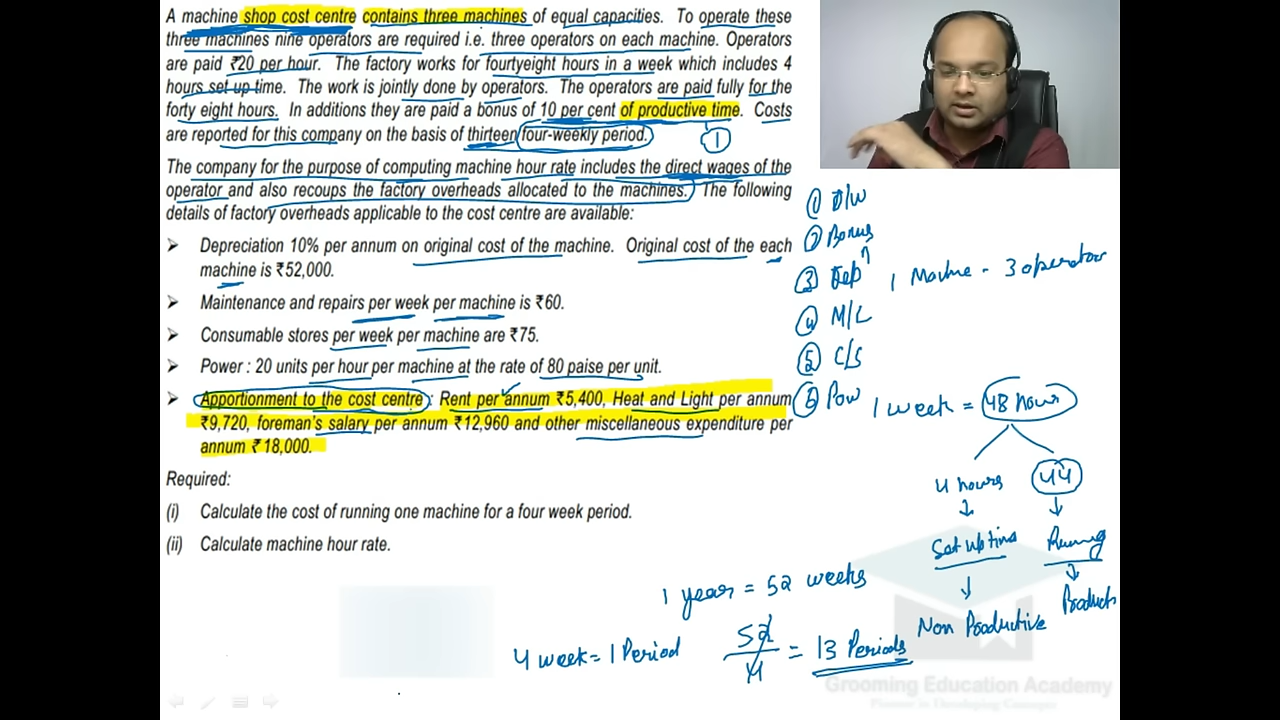 A machine shop cost centre contains three machines of equal capacities. To operate these
three machines nine operators are required i.e. three operators on each machine. Operators
are paid ₹20 per hour. The factory works for fourtyeight hours in a week which includes 4
hours set up time. The work is jointly done by operators. The operators are paid fully for the
forty eight hours. In additions they are paid a bonus of 10 per cent of productive time. Costs
are reported for this company on the basis of thirteen four-weekly period.
1
The company for the purpose of computing machine hour rate includes the direct wages of the
operator and also recoups the factory overheads allocated to the machines. The following
details of factory overheads applicable to the cost centre are available:
➤ Depreciation 10% per annum on original cost of the machine. Original cost of the each
machine is ₹52,000.
➤ Maintenance and repairs per week per machine is ₹60.
➤ Consumable stores per week per machine are ₹75.
➤ Power : 20 units per hour per machine at the rate of 80 paise per unit.
➤ Apportionment to the cost centre : Rent per annum ₹5,400, Heat and Light per annum
₹9,720, foreman's salary per annum ₹12,960 and other miscellaneous expenditure per
annum ₹18,000.
Required:
(i) Calculate the cost of running one machine for a four week period.
(ii) Calculate machine hour rate.
① D/W
② Bonus
③ Depn
④ M/C
⑤ C/S
⑥ Pow
1 Machine - 3 operator
1 week = 48 hour
4 hours 44
Set up time Running
Non Productive
1 year = 52 weeks
4 week = 1 Period
52/4 = 13 Periods
Grooming Education Academy